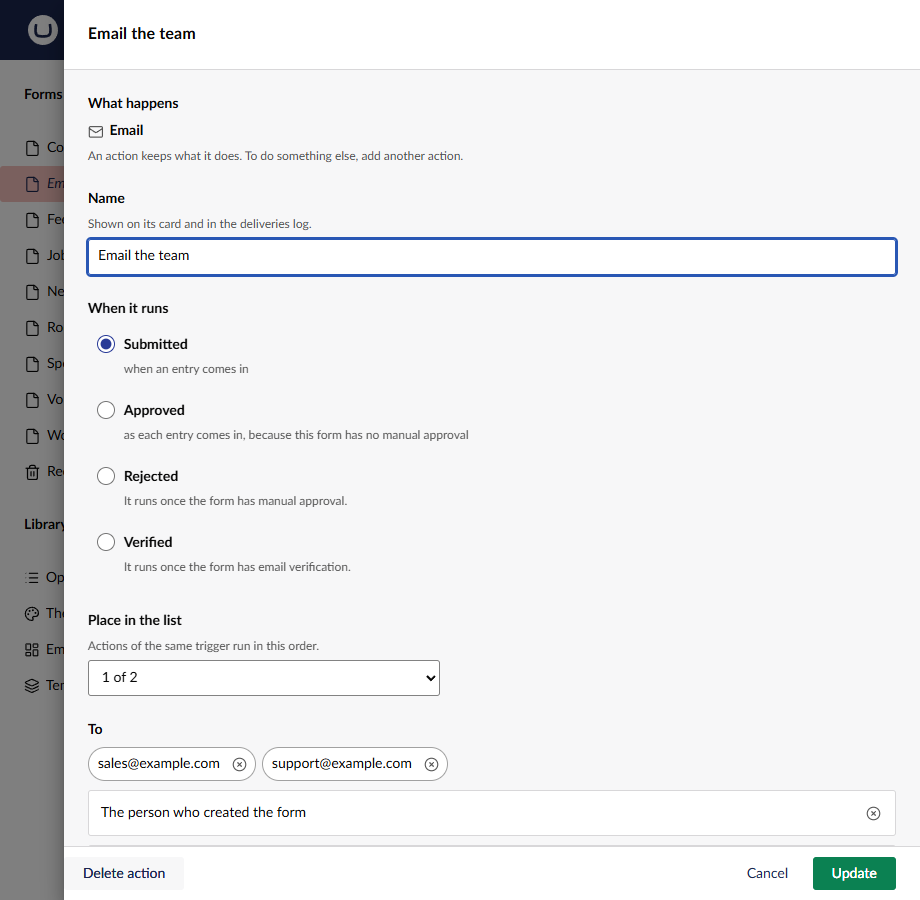 Email the team
Forms
What happens
Email
An action keeps what it does. To do something else, add another action.
Name
Shown on its card and in the deliveries log.
Email the team
When it runs
Submitted
when an entry comes in
Approved
as each entry comes in, because this form has no manual approval
Rejected
It runs once the form has manual approval.
Verified
It runs once the form has email verification.
Library
Place in the list
Actions of the same trigger run in this order.
1 of 2
To
sales@example.com
support@example.com
The person who created the form
Delete action
Cancel
Update